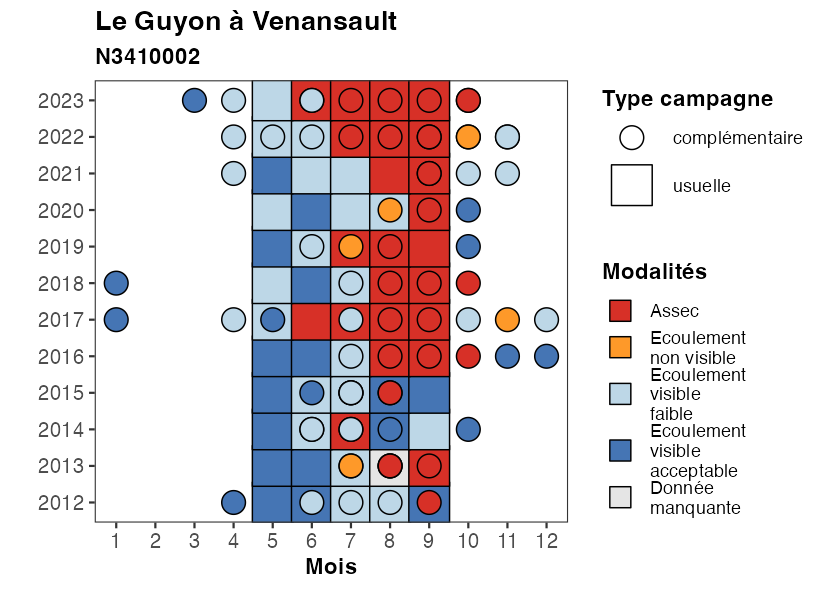 Le Guyon à Venansault
N3410002
2023
2022
2021
2020
2019
2018
2017
2016
2015
2014
2013
2012
1 2 3 4 5 6 7 8 9 10 11 12
Mois
Type campagne
complémentaire
usuelle
Modalités
Assec
Ecoulement
non visible
Ecoulement
visible
faible
Ecoulement
visible
acceptable
Donnée
manquante